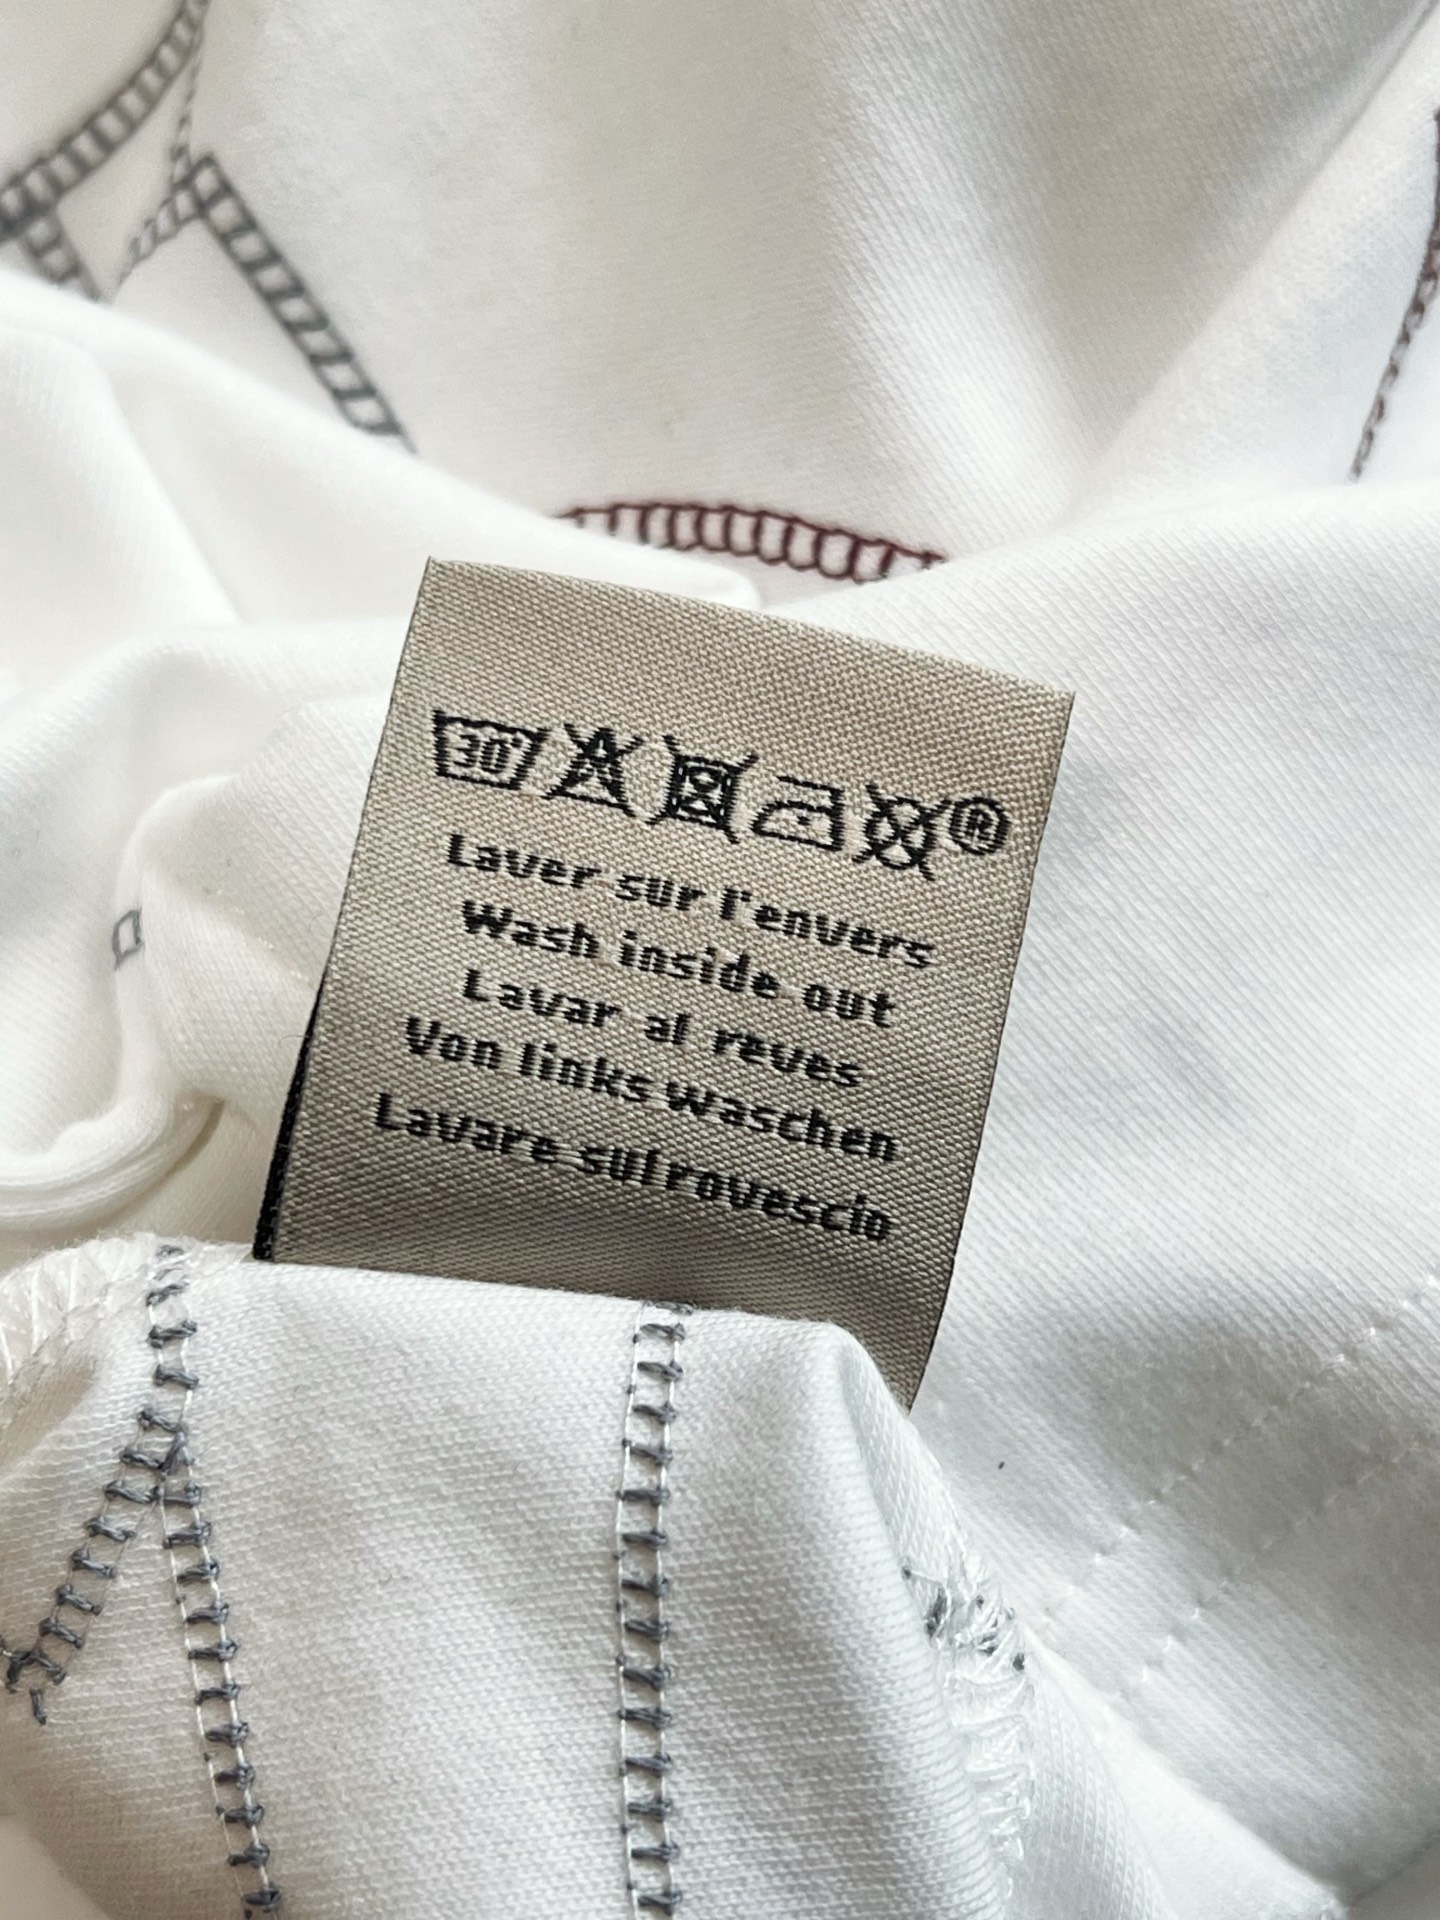 30° ®
Laver sur l'envers
Wash inside out
Lavar al reves
Von links waschen
Lavare sul rovescio